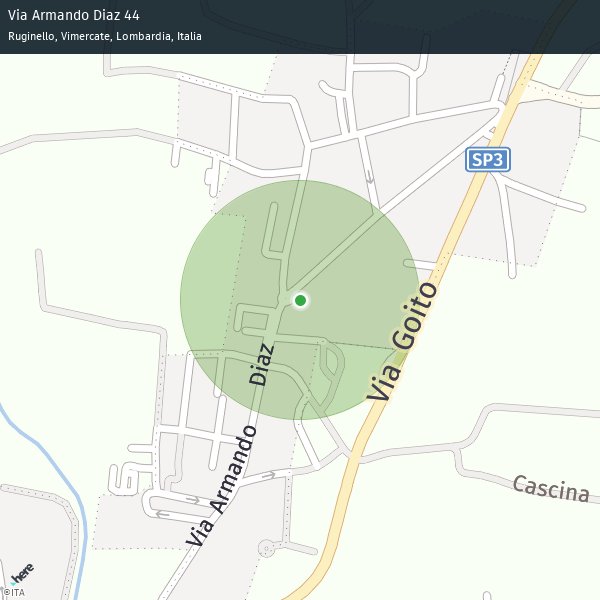 Via Armando Diaz 44
Ruginello, Vimercate, Lombardia, Italia
SP3
Via Goito
Via Armando Diaz
Cascina
here
©ITA